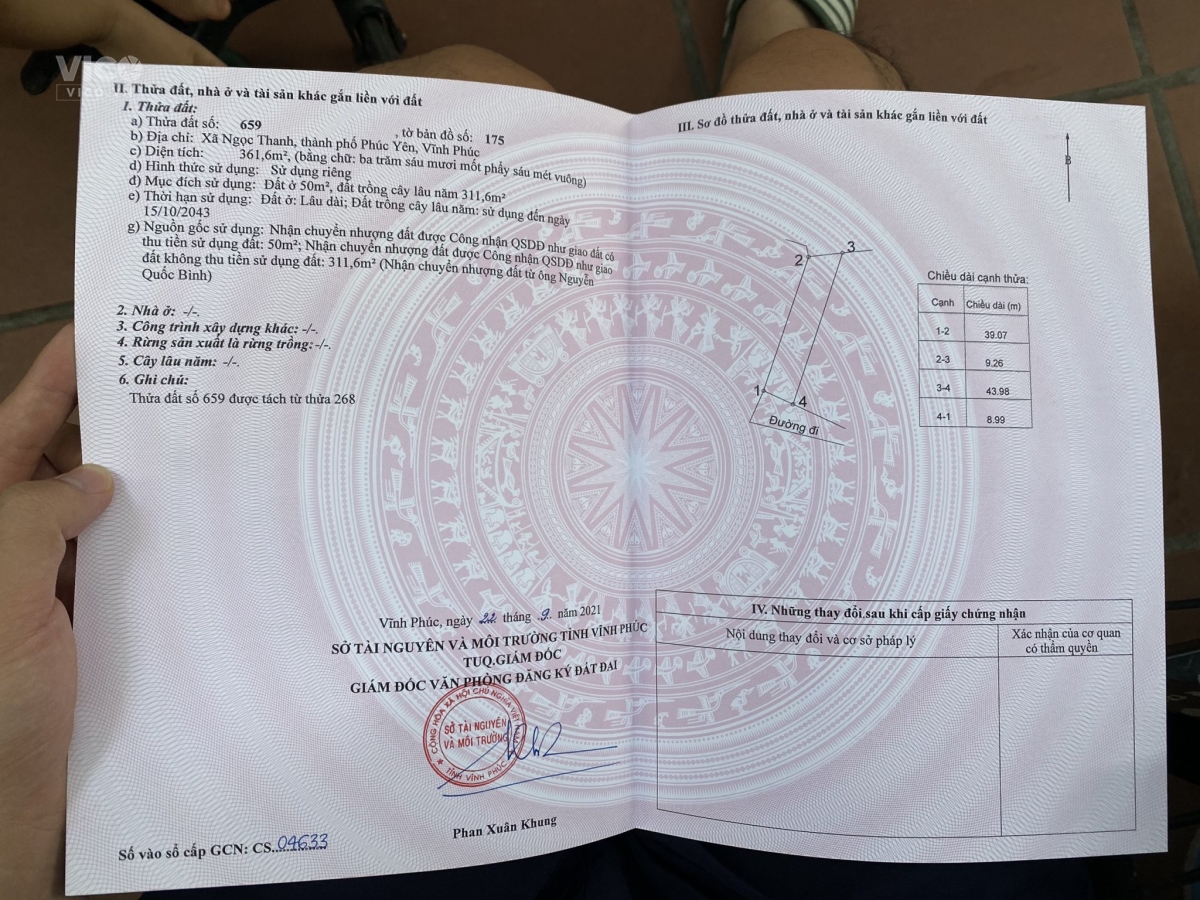 II. Thửa đất, nhà ở và tài sản khác gắn liền với đất
1. Thửa đất:
a) Thửa đất số: 659 , tờ bản đồ số: 175
b) Địa chỉ: Xã Ngọc Thanh, thành phố Phúc Yên, Vĩnh Phúc
c) Diện tích: 361,6m², (bằng chữ: ba trăm sáu mươi mốt phẩy sáu mét vuông)
d) Hình thức sử dụng: Sử dụng riêng
đ) Mục đích sử dụng: Đất ở 50m², đất trồng cây lâu năm 311,6m²
e) Thời hạn sử dụng: Đất ở: Lâu dài; Đất trồng cây lâu năm: sử dụng đến ngày
15/10/2043
g) Nguồn gốc sử dụng: Nhận chuyển nhượng đất được Công nhận QSDĐ như giao đất có
thu tiền sử dụng đất: 50m²; Nhận chuyển nhượng đất được Công nhận QSDĐ như giao
đất không thu tiền sử dụng đất: 311,6m² (Nhận chuyển nhượng đất từ ông Nguyễn
Quốc Bình)
2. Nhà ở: -/-.
3. Công trình xây dựng khác: -/-.
4. Rừng sản xuất là rừng trồng: -/-.
5. Cây lâu năm: -/-.
6. Ghi chú:
Thửa đất số 659 được tách từ thửa 268
Vĩnh Phúc, ngày 22 tháng 9 năm 2021
SỞ TÀI NGUYÊN VÀ MÔI TRƯỜNG TỈNH VĨNH PHÚC
TUQ.GIÁM ĐỐC
GIÁM ĐỐC VĂN PHÒNG ĐĂNG KÝ ĐẤT ĐAI
CỘNG HÒA XÃ HỘI CHỦ NGHĨA VIỆT
SỞ TÀI NGUYÊN
VÀ MÔI TRƯỜNG
TỈNH VĨNH PHÚC
Phan Xuân Khung
Số vào sổ cấp GCN: CS.04633
III. Sơ đồ thửa đất, nhà ở và tài sản khác gắn liền với đất
B
2
3
1
4
Đường đi
Chiều dài cạnh thửa:
Cạnh Chiều dài (m)
1-2 39.07
2-3 9.26
3-4 43.98
4-1 8.99
IV. Những thay đổi sau khi cấp giấy chứng nhận
Nội dung thay đổi và cơ sở pháp lý
Xác nhận của cơ quan
có thẩm quyền